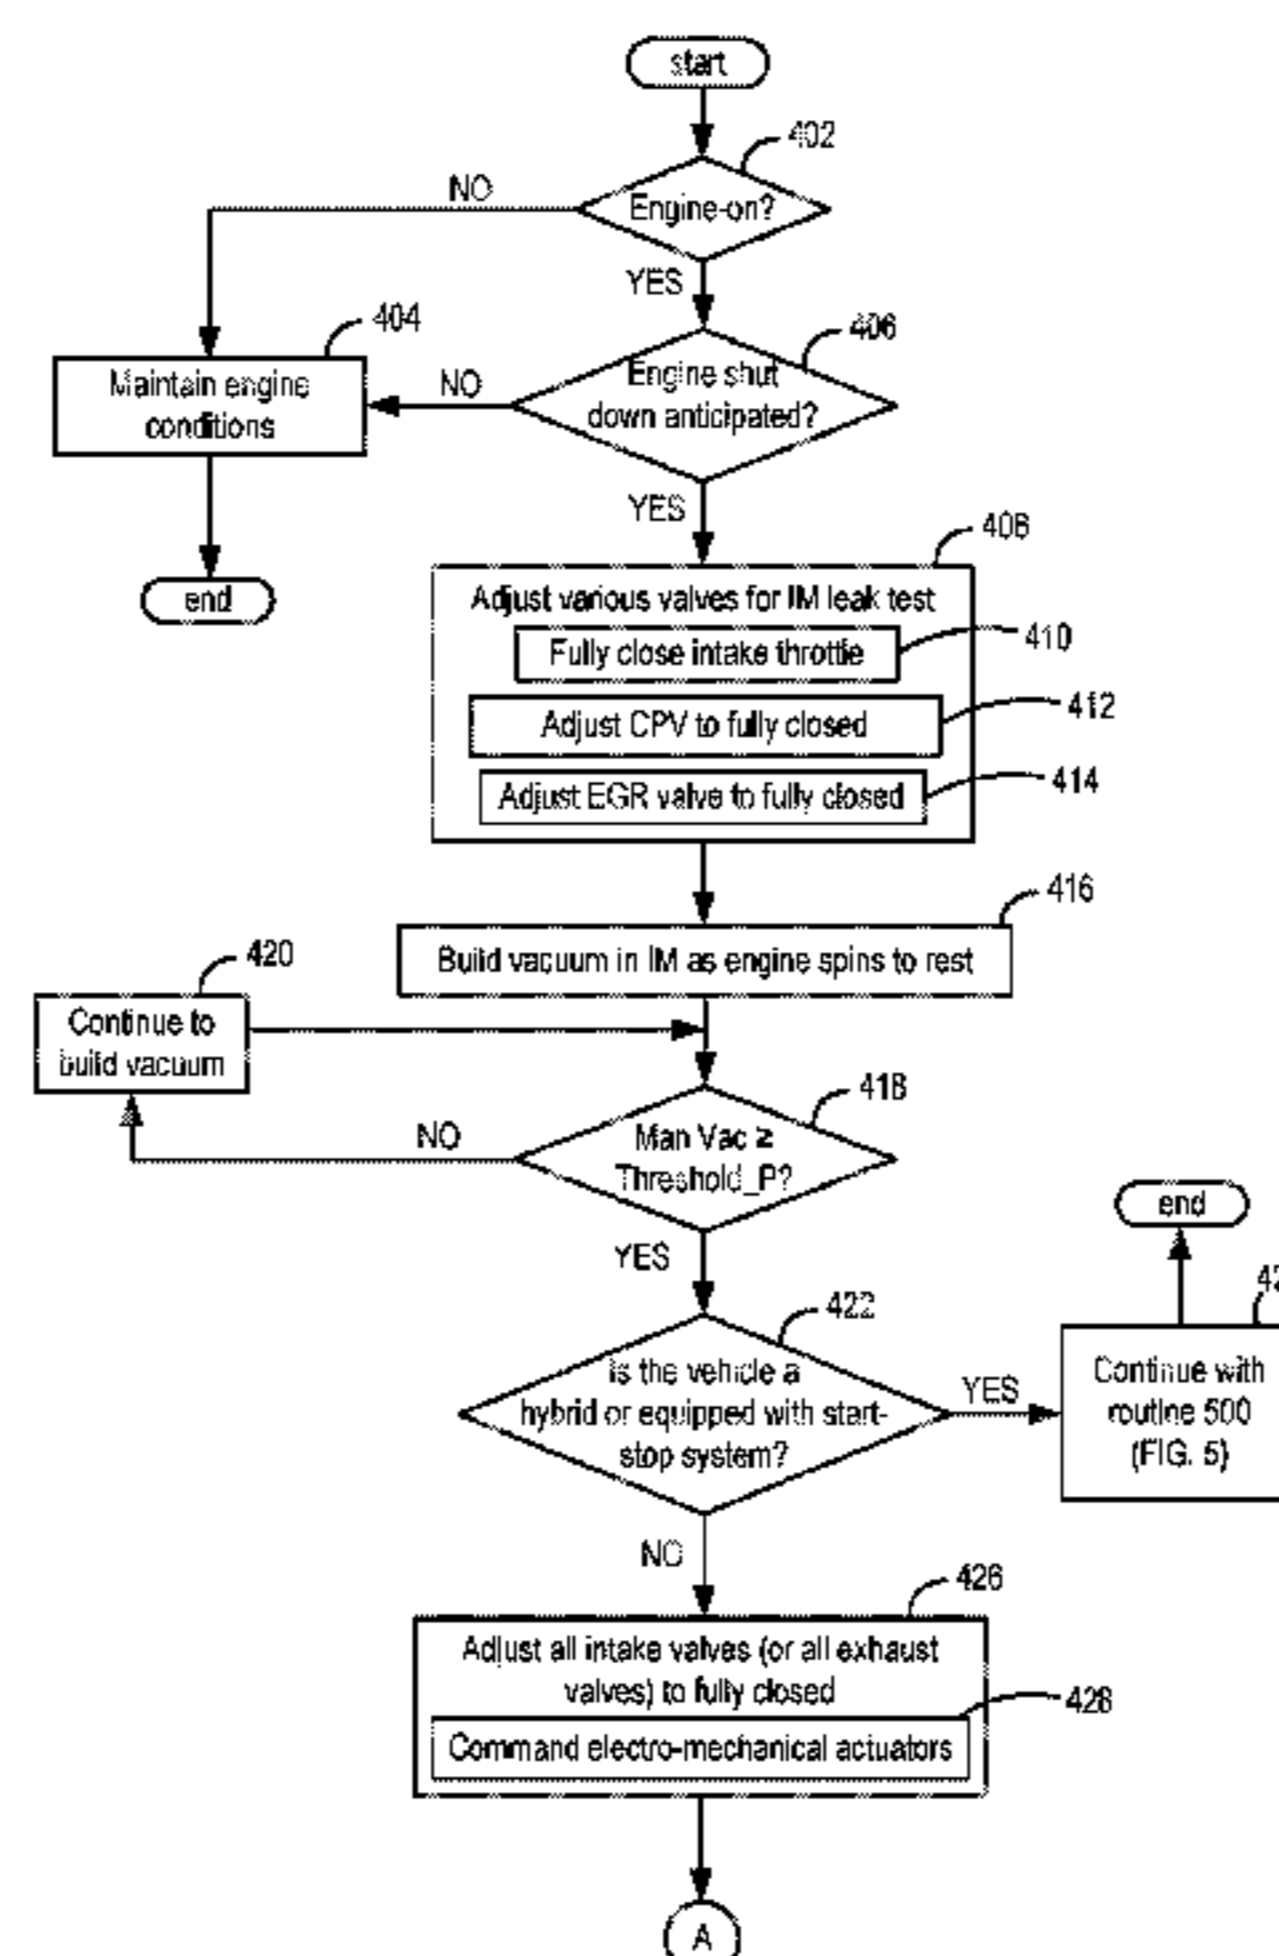 start
402
Engine-on?
NO
YES
404
Maintain engine
conditions
406
Engine shut
down anticipated?
NO
YES
end
408
Adjust various valves for IM leak test
Fully close intake throttle
410
Adjust CPV to fully closed
412
Adjust EGR valve to fully closed
414
416
Build vacuum in IM as engine spins to rest
420
Continue to
build vacuum
418
Man Vac ≥
Threshold_P?
NO
YES
end
422
Is the vehicle a
hybrid or equipped with start-
stop system?
YES
Continue with
routine 500
(FIG. 5)
NO
426
Adjust all intake valves (or all exhaust
valves) to fully closed
428
Command electro-mechanical actuators
A